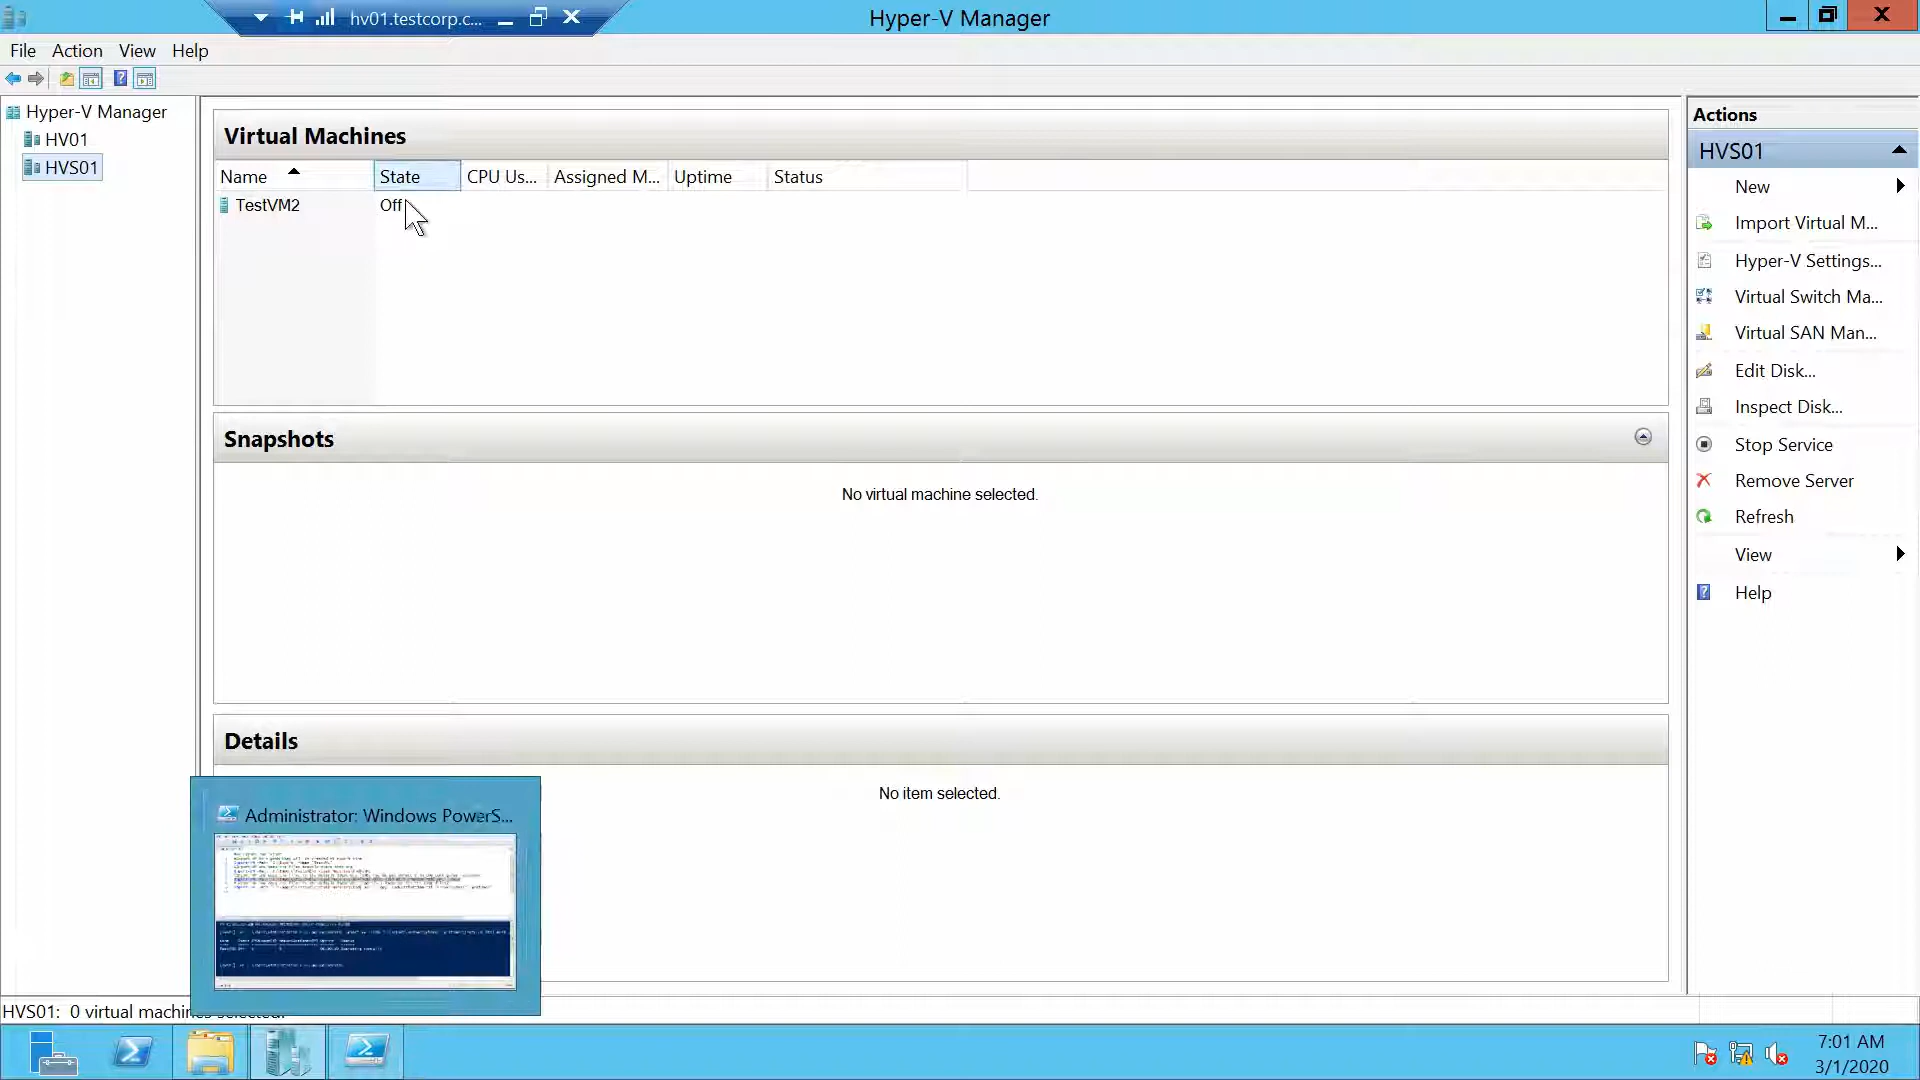 hv01.testcorp.c...
Hyper-V Manager
File Action View Help
Hyper-V Manager
HV01
HVS01
Virtual Machines
Name State CPU Us... Assigned M... Uptime Status
TestVM2 Off
Snapshots
No virtual machine selected.
Details
No item selected.
Actions
HVS01
New
Import Virtual M...
Hyper-V Settings...
Virtual Switch Ma...
Virtual SAN Man...
Edit Disk...
Inspect Disk...
Stop Service
Remove Server
Refresh
View
Help
Administrator: Windows PowerS...
HVS01: 0 virtual machines selected.
7:01 AM
3/1/2020